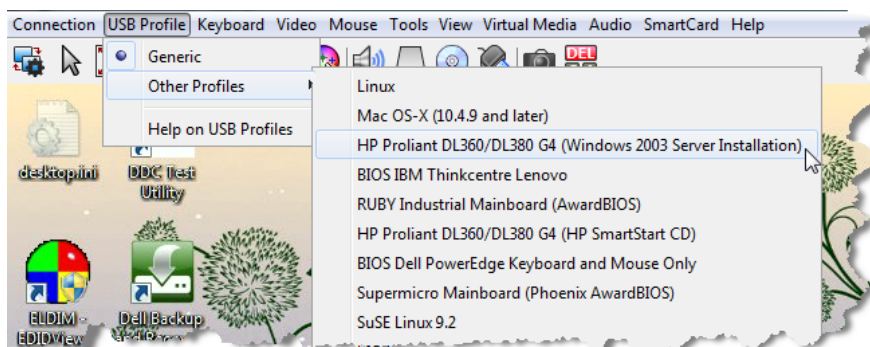 Connection USB Profile Keyboard Video Mouse Tools View Virtual Media Audio SmartCard Help
DEL
Generic
Other Profiles
Help on USB Profiles
Linux
Mac OS-X (10.4.9 and later)
HP Proliant DL360/DL380 G4 (Windows 2003 Server Installation)
BIOS IBM Thinkcentre Lenovo
RUBY Industrial Mainboard (AwardBIOS)
HP Proliant DL360/DL380 G4 (HP SmartStart CD)
BIOS Dell PowerEdge Keyboard and Mouse Only
Supermicro Mainboard (Phoenix AwardBIOS)
SuSE Linux 9.2
desktop.ini
DDC Test
Utility
ELDIM -
EDIDView
Dell Backup
and